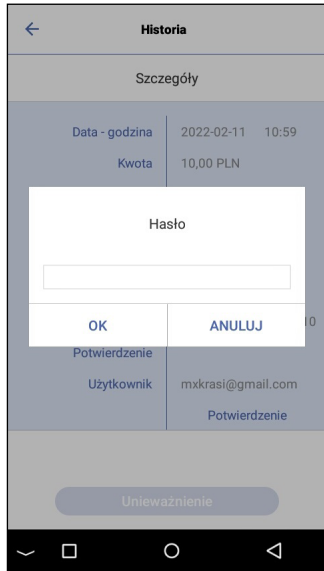 Historia
Szczegóły
Data - godzina 2022-02-11 10:59
Kwota 10,00 PLN
Hasło
OK ANULUJ
10
Potwierdzenie
Użytkownik mxkrasi@gmail.com
Potwierdzenie
Unieważnienie